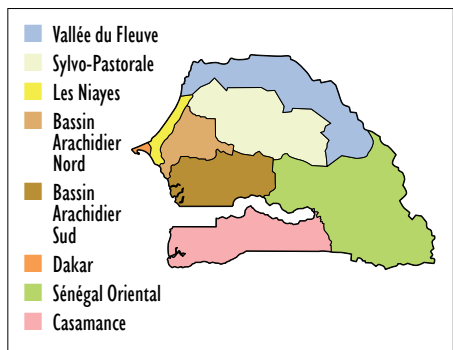 Vallée du Fleuve
Sylvo-Pastorale
Les Niayes
Bassin
Arachidier
Nord
Bassin
Arachidier
Sud
Dakar
Sénégal Oriental
Casamance